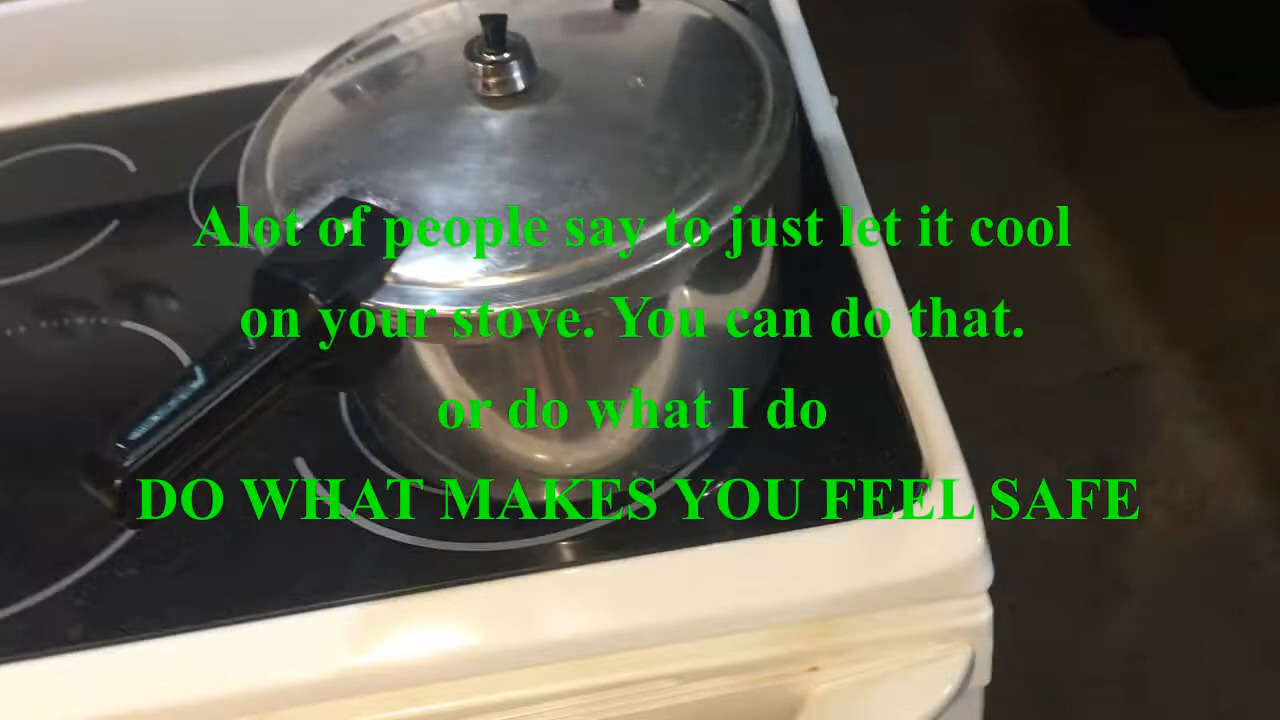 Alot of people say to just let it cool
on your stove. You can do that.
or do what I do
DO WHAT MAKES YOU FEEL SAFE